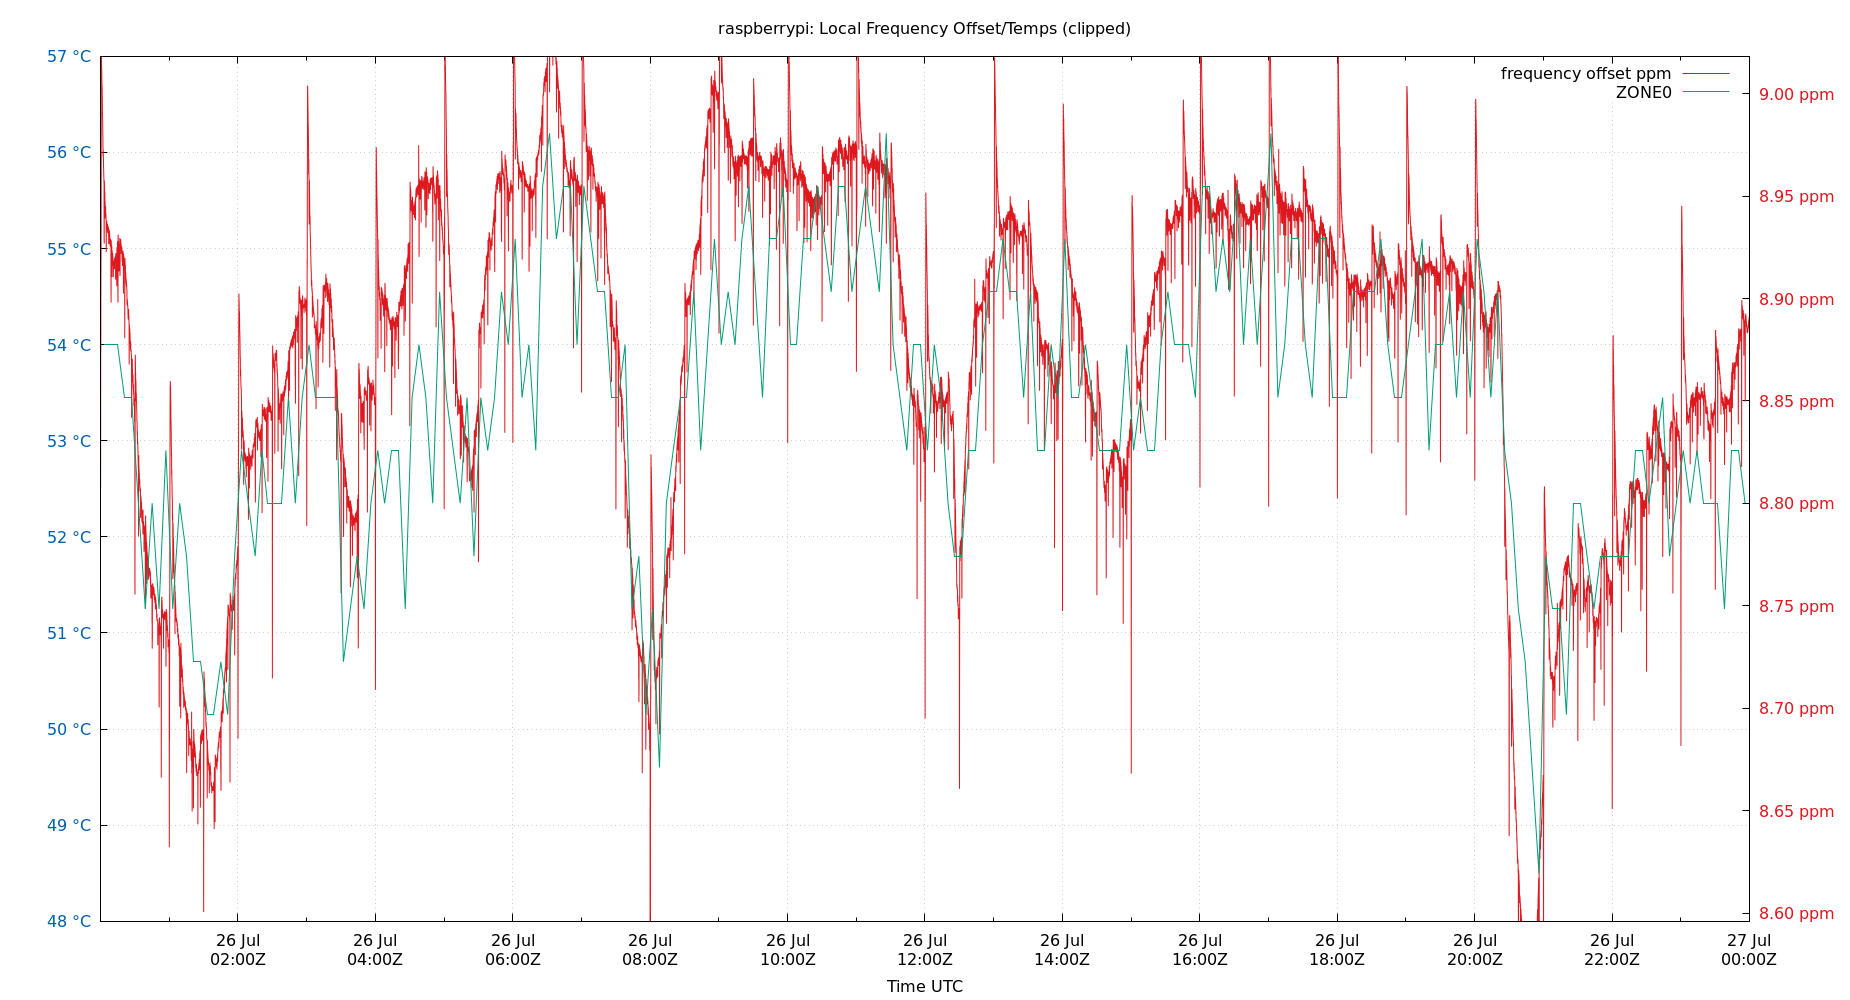 raspberrypi: Local Frequency Offset/Temps (clipped)
57 °C
56 °C
55 °C
54 °C
53 °C
52 °C
51 °C
50 °C
49 °C
48 °C
frequency offset ppm
ZONE0
9.00 ppm
8.95 ppm
8.90 ppm
8.85 ppm
8.80 ppm
8.75 ppm
8.70 ppm
8.65 ppm
8.60 ppm
26 Jul 26 Jul 26 Jul 26 Jul 26 Jul 26 Jul 26 Jul 26 Jul 26 Jul 26 Jul 26 Jul 27 Jul
02:00Z 04:00Z 06:00Z 08:00Z 10:00Z 12:00Z 14:00Z 16:00Z 18:00Z 20:00Z 22:00Z 00:00Z
Time UTC